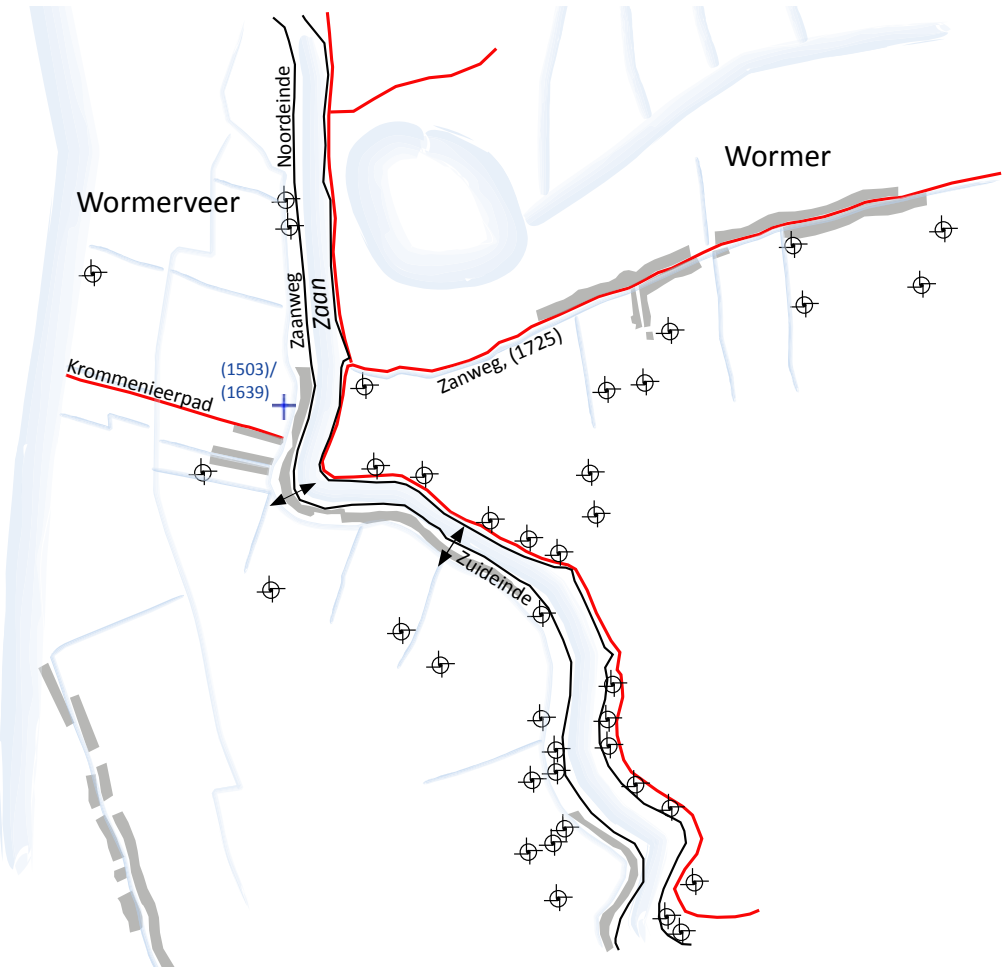 Noordeinde
Wormer
Wormerveer
Zaanweg
Zaan
Zanweg, (1725)
(1503)/
(1639)
Krommenieerpad
Zuideinde